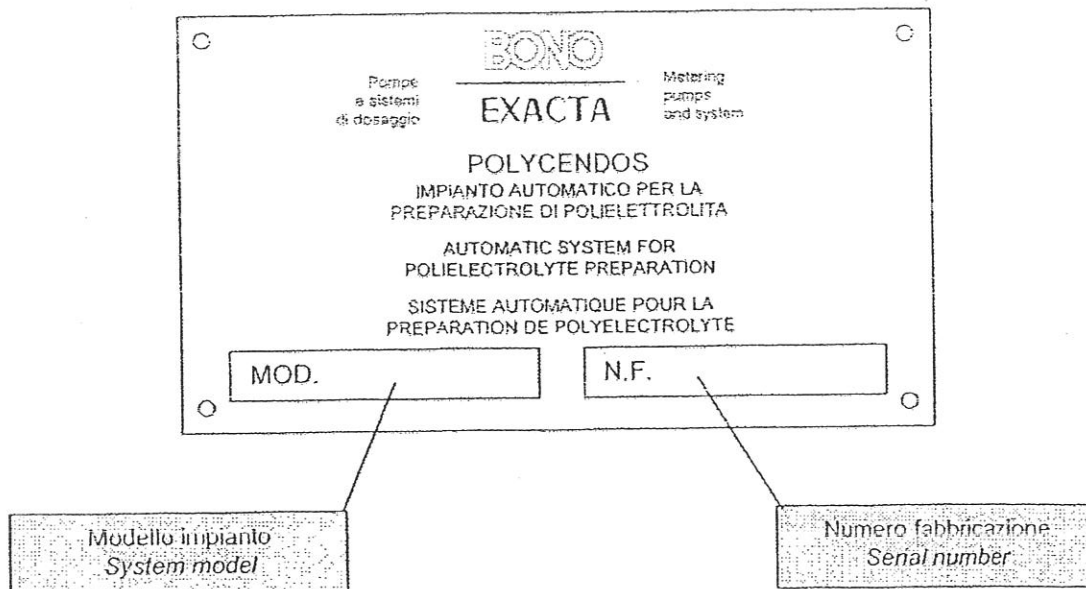 BONO
Pompe
e sistemi
di dosaggio
EXACTA
Metering
pumps
and system
POLYCENDOS
IMPIANTO AUTOMATICO PER LA
PREPARAZIONE DI POLIELETTROLITA
AUTOMATIC SYSTEM FOR
POLIELECTROLYTE PREPARATION
SISTEME AUTOMATIQUE POUR LA
PREPARATION DE POLYELECTROLYTE
MOD.
N.F.
Modello impianto
System model
Numero fabbricazione
Serial number